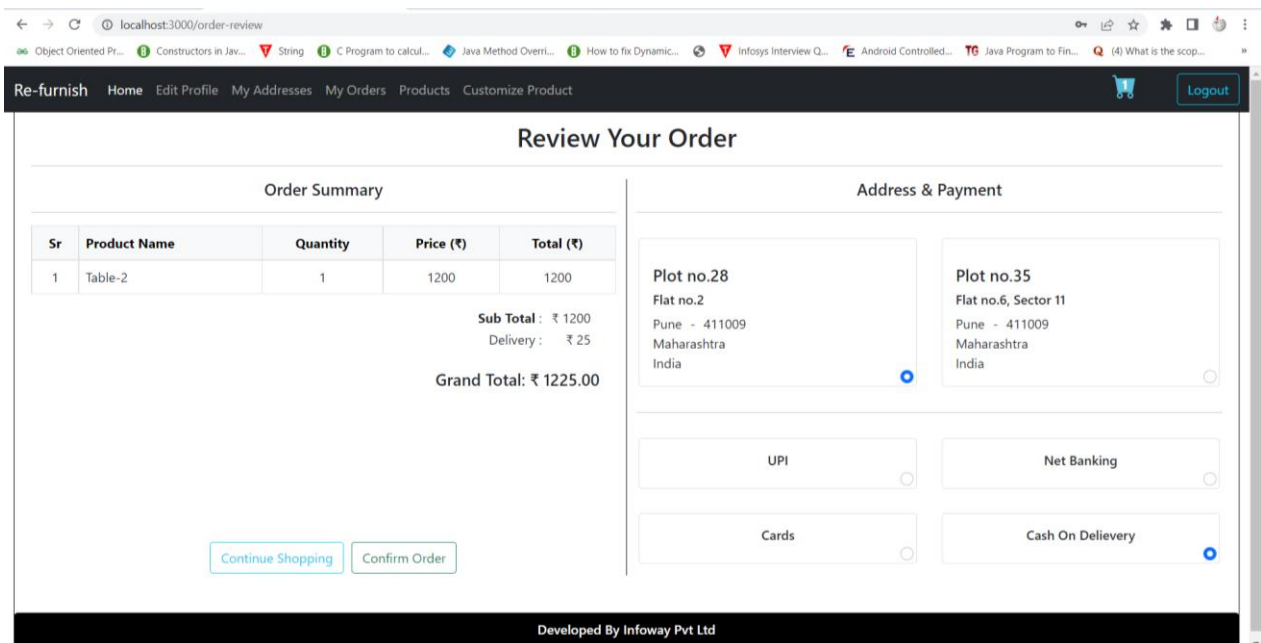 localhost:3000/order-review
Object Oriented Pr... Constructors in Jav... String C Program to calcul... Java Method Overri... How to fix Dynamic... Infosys Interview Q... Android Controlled... TG Java Program to Fin... Q (4) What is the scop... »
Re-furnish Home Edit Profile My Addresses My Orders Products Customize Product 1 Logout
Review Your Order
Order Summary
Sr Product Name Quantity Price (₹) Total (₹)
1 Table-2 1 1200 1200
Sub Total : ₹ 1200
Delivery : ₹ 25
Grand Total: ₹ 1225.00
Continue Shopping Confirm Order
Address & Payment
Plot no.28
Flat no.2
Pune - 411009
Maharashtra
India
Plot no.35
Flat no.6, Sector 11
Pune - 411009
Maharashtra
India
UPI
Net Banking
Cards
Cash On Delievery
Developed By Infoway Pvt Ltd